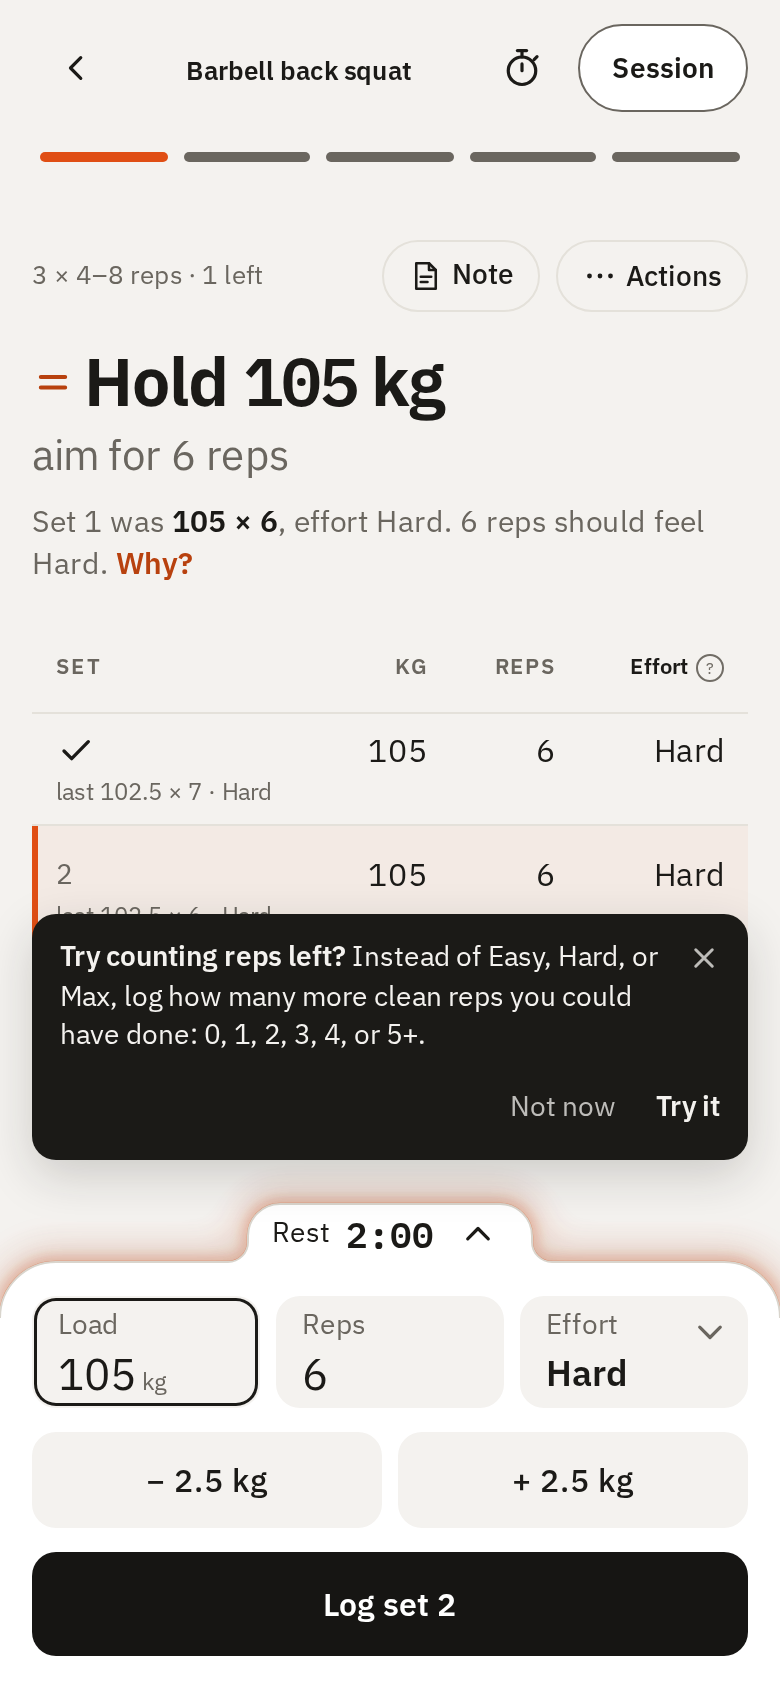 Barbell back squat
Session
3 × 4–8 reps · 1 left
Note
··· Actions
= Hold 105 kg
aim for 6 reps
Set 1 was 105 × 6, effort Hard. 6 reps should feel
Hard. Why?
SET KG REPS Effort ?
105 6 Hard
last 102.5 × 7 · Hard
2 105 6 Hard
last 102.5 × 6 · Hard
Try counting reps left? Instead of Easy, Hard, or
Max, log how many more clean reps you could
have done: 0, 1, 2, 3, 4, or 5+.
Not now Try it
Rest 2:00
Load Reps Effort
105 kg 6 Hard
− 2.5 kg + 2.5 kg
Log set 2